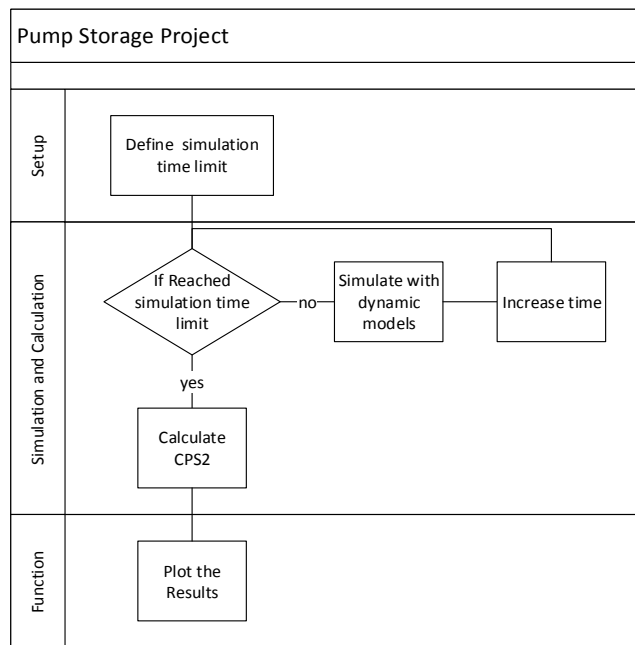 Pump Storage Project
Setup
Define simulation
time limit
Simulation and Calculation
If Reached
simulation time
limit
no
Simulate with
dynamic
models
Increase time
yes
Calculate
CPS2
Function
Plot the
Results